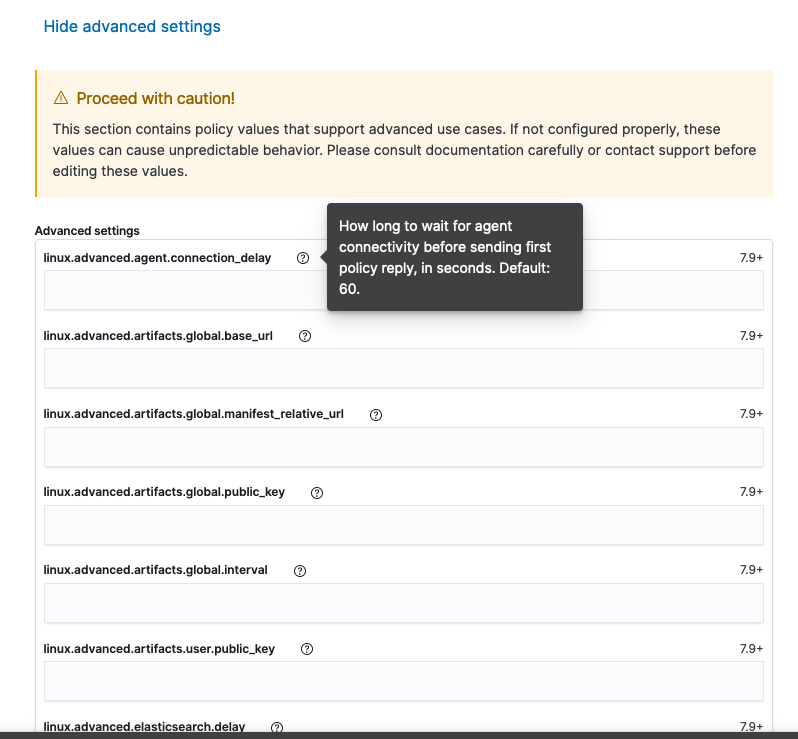 Hide advanced settings
Proceed with caution!
This section contains policy values that support advanced use cases. If not configured properly, these
values can cause unpredictable behavior. Please consult documentation carefully or contact support before
editing these values.
Advanced settings
linux.advanced.agent.connection_delay 7.9+
How long to wait for agent
connectivity before sending first
policy reply, in seconds. Default:
60.
linux.advanced.artifacts.global.base_url 7.9+
linux.advanced.artifacts.global.manifest_relative_url 7.9+
linux.advanced.artifacts.global.public_key 7.9+
linux.advanced.artifacts.global.interval 7.9+
linux.advanced.artifacts.user.public_key 7.9+
linux.advanced.elasticsearch.delay 7.9+